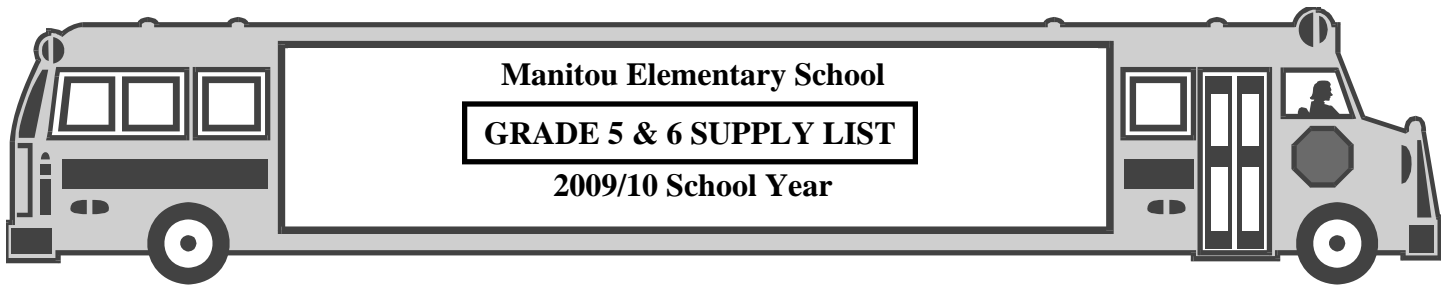 Manitou Elementary School
GRADE 5 & 6 SUPPLY LIST
2009/10 School Year